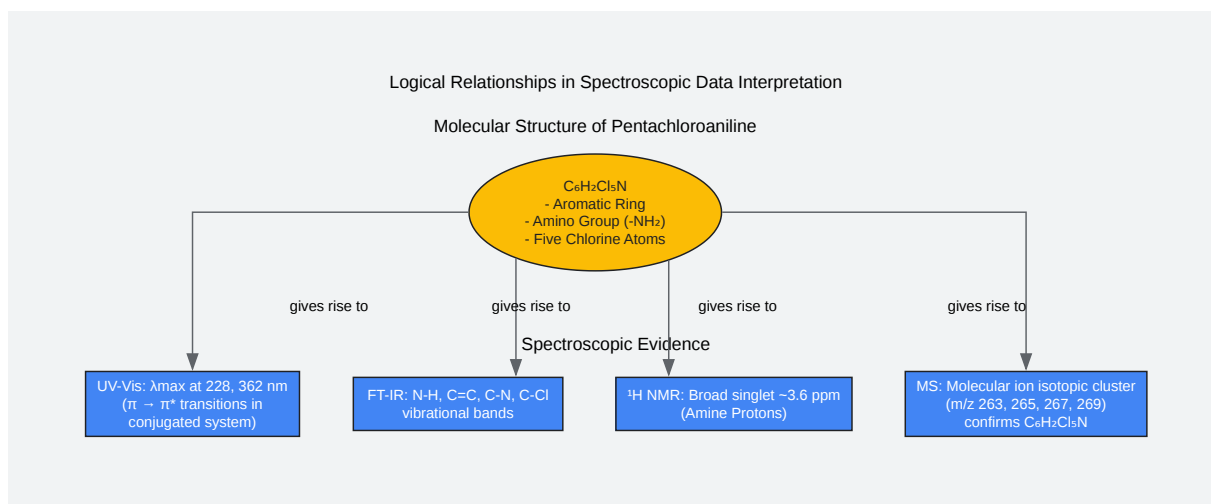 Logical Relationships in Spectroscopic Data Interpretation
Molecular Structure of Pentachloroaniline
C₆H₂Cl₅N
- Aromatic Ring
- Amino Group (-NH₂)
- Five Chlorine Atoms
gives rise to
gives rise to
gives rise to
gives rise to
Spectroscopic Evidence
UV-Vis: λmax at 228, 362 nm
(π → π* transitions in
conjugated system)
FT-IR: N-H, C=C, C-N, C-Cl
vibrational bands
¹H NMR: Broad singlet ~3.6 ppm
(Amine Protons)
MS: Molecular ion isotopic cluster
(m/z 263, 265, 267, 269)
confirms C₆H₂Cl₅N